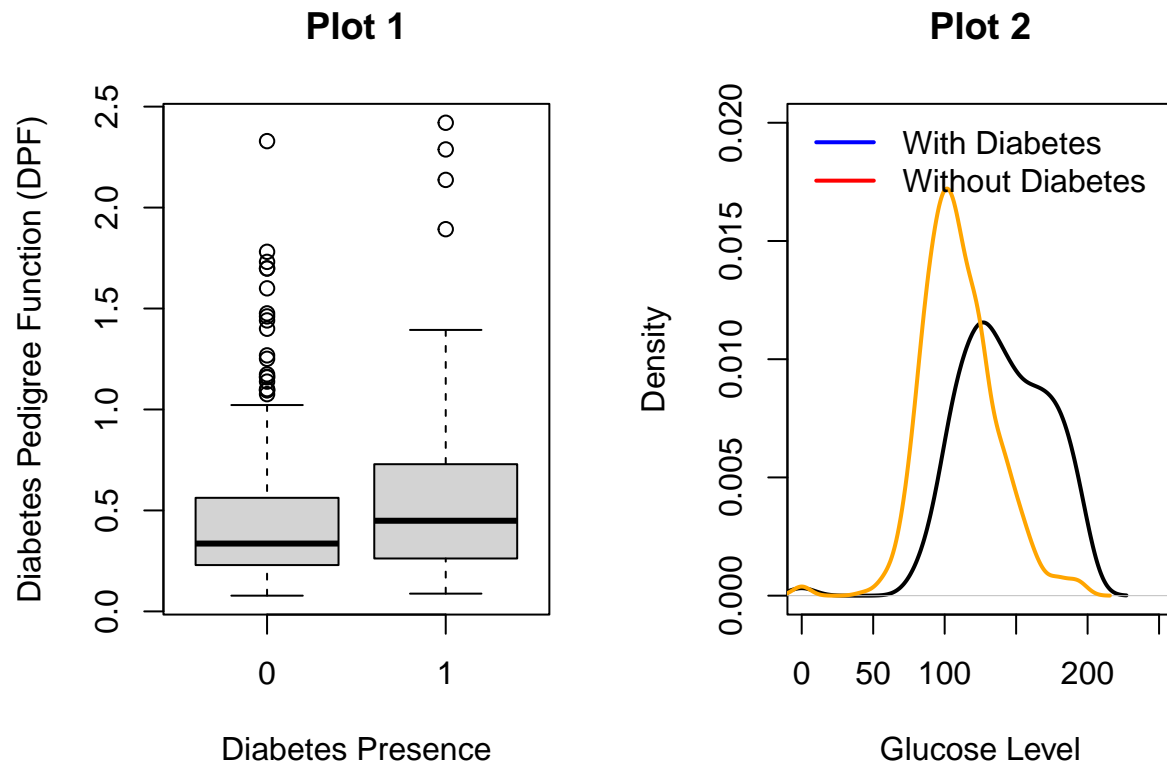 Plot 1
Diabetes Pedigree Function (DPF)
2.5
2.0
1.5
1.0
0.5
0.0
0 1
Diabetes Presence
Plot 2
Density
0.020
0.015
0.010
0.005
0.000
With Diabetes
Without Diabetes
0 50 100 200
Glucose Level